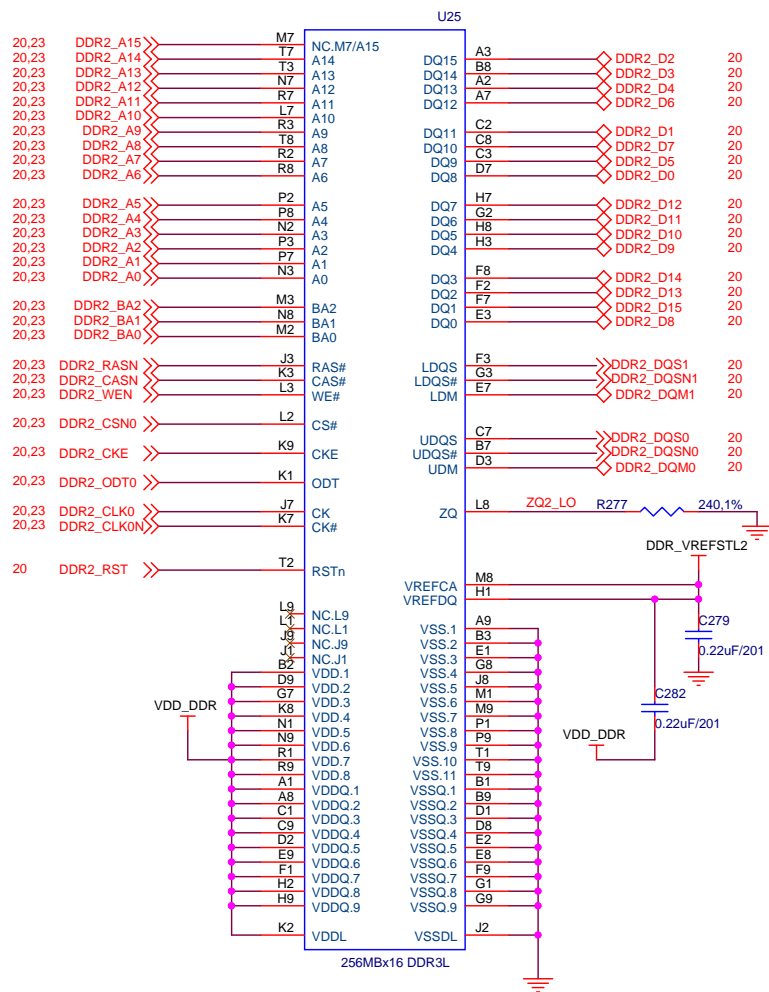 U25
20,23 DDR2_A15 M7 NC.M7/A15 DQ15 A3 DDR2_D2 20
20,23 DDR2_A14 T7 A14 DQ14 B8 DDR2_D3 20
20,23 DDR2_A13 T3 A13 DQ13 A2 DDR2_D4 20
20,23 DDR2_A12 N7 A12 DQ12 A7 DDR2_D6 20
20,23 DDR2_A11 R7 A11
20,23 DDR2_A10 L7 A10
20,23 DDR2_A9 R3 A9 DQ11 C2 DDR2_D1 20
20,23 DDR2_A8 T8 A8 DQ10 C8 DDR2_D7 20
20,23 DDR2_A7 R2 A7 DQ9 C3 DDR2_D5 20
20,23 DDR2_A6 R8 A6 DQ8 D7 DDR2_D0 20
20,23 DDR2_A5 P2 A5 DQ7 H7 DDR2_D12 20
20,23 DDR2_A4 P8 A4 DQ6 G2 DDR2_D11 20
20,23 DDR2_A3 N2 A3 DQ5 H8 DDR2_D10 20
20,23 DDR2_A2 P3 A2 DQ4 H3 DDR2_D9 20
20,23 DDR2_A1 P7 A1
20,23 DDR2_A0 N3 A0 DQ3 F8 DDR2_D14 20
DQ2 F2 DDR2_D13 20
20,23 DDR2_BA2 M3 BA2 DQ1 F7 DDR2_D15 20
20,23 DDR2_BA1 N8 BA1 DQ0 E3 DDR2_D8 20
20,23 DDR2_BA0 M2 BA0
20,23 DDR2_RASN J3 RAS# LDQS F3 DDR2_DQS1 20
20,23 DDR2_CASN K3 CAS# LDQS# G3 DDR2_DQSN1 20
20,23 DDR2_WEN L3 WE# LDM E7 DDR2_DQM1 20
20,23 DDR2_CSN0 L2 CS#
UDQS C7 DDR2_DQS0 20
20,23 DDR2_CKE K9 CKE UDQS# B7 DDR2_DQSN0 20
UDM D3 DDR2_DQM0 20
20,23 DDR2_ODT0 K1 ODT
20,23 DDR2_CLK0 J7 CK ZQ L8 ZQ2_LO R277 240,1%
20,23 DDR2_CLK0N K7 CK#
DDR_VREFSTL2
20 DDR2_RST T2 RSTn
VREFCA M8
VREFDQ H1
L9 NC.L9
L1 NC.L1 VSS.1 A9 C279
J9 NC.J9 VSS.2 B3
J1 NC.J1 VSS.3 E1 0.22uF/201
B2 VDD.1 VSS.4 G8
D9 VDD.2 VSS.5 J8
G7 VDD.3 VSS.6 M1 C282
VDD_DDR K8 VDD.4 VSS.7 M9
N1 VDD.5 VSS.8 P1 0.22uF/201
N9 VDD.6 VSS.9 P9 VDD_DDR
R1 VDD.7 VSS.10 T1
R9 VDD.8 VSS.11 T9
A1 VDDQ.1 VSSQ.1 B1
A8 VDDQ.2 VSSQ.2 B9
C1 VDDQ.3 VSSQ.3 D1
C9 VDDQ.4 VSSQ.4 D8
D2 VDDQ.5 VSSQ.5 E2
E9 VDDQ.6 VSSQ.6 E8
F1 VDDQ.7 VSSQ.7 F9
H2 VDDQ.8 VSSQ.8 G1
H9 VDDQ.9 VSSQ.9 G9
K2 VDDL VSSDL J2
256MBx16 DDR3L